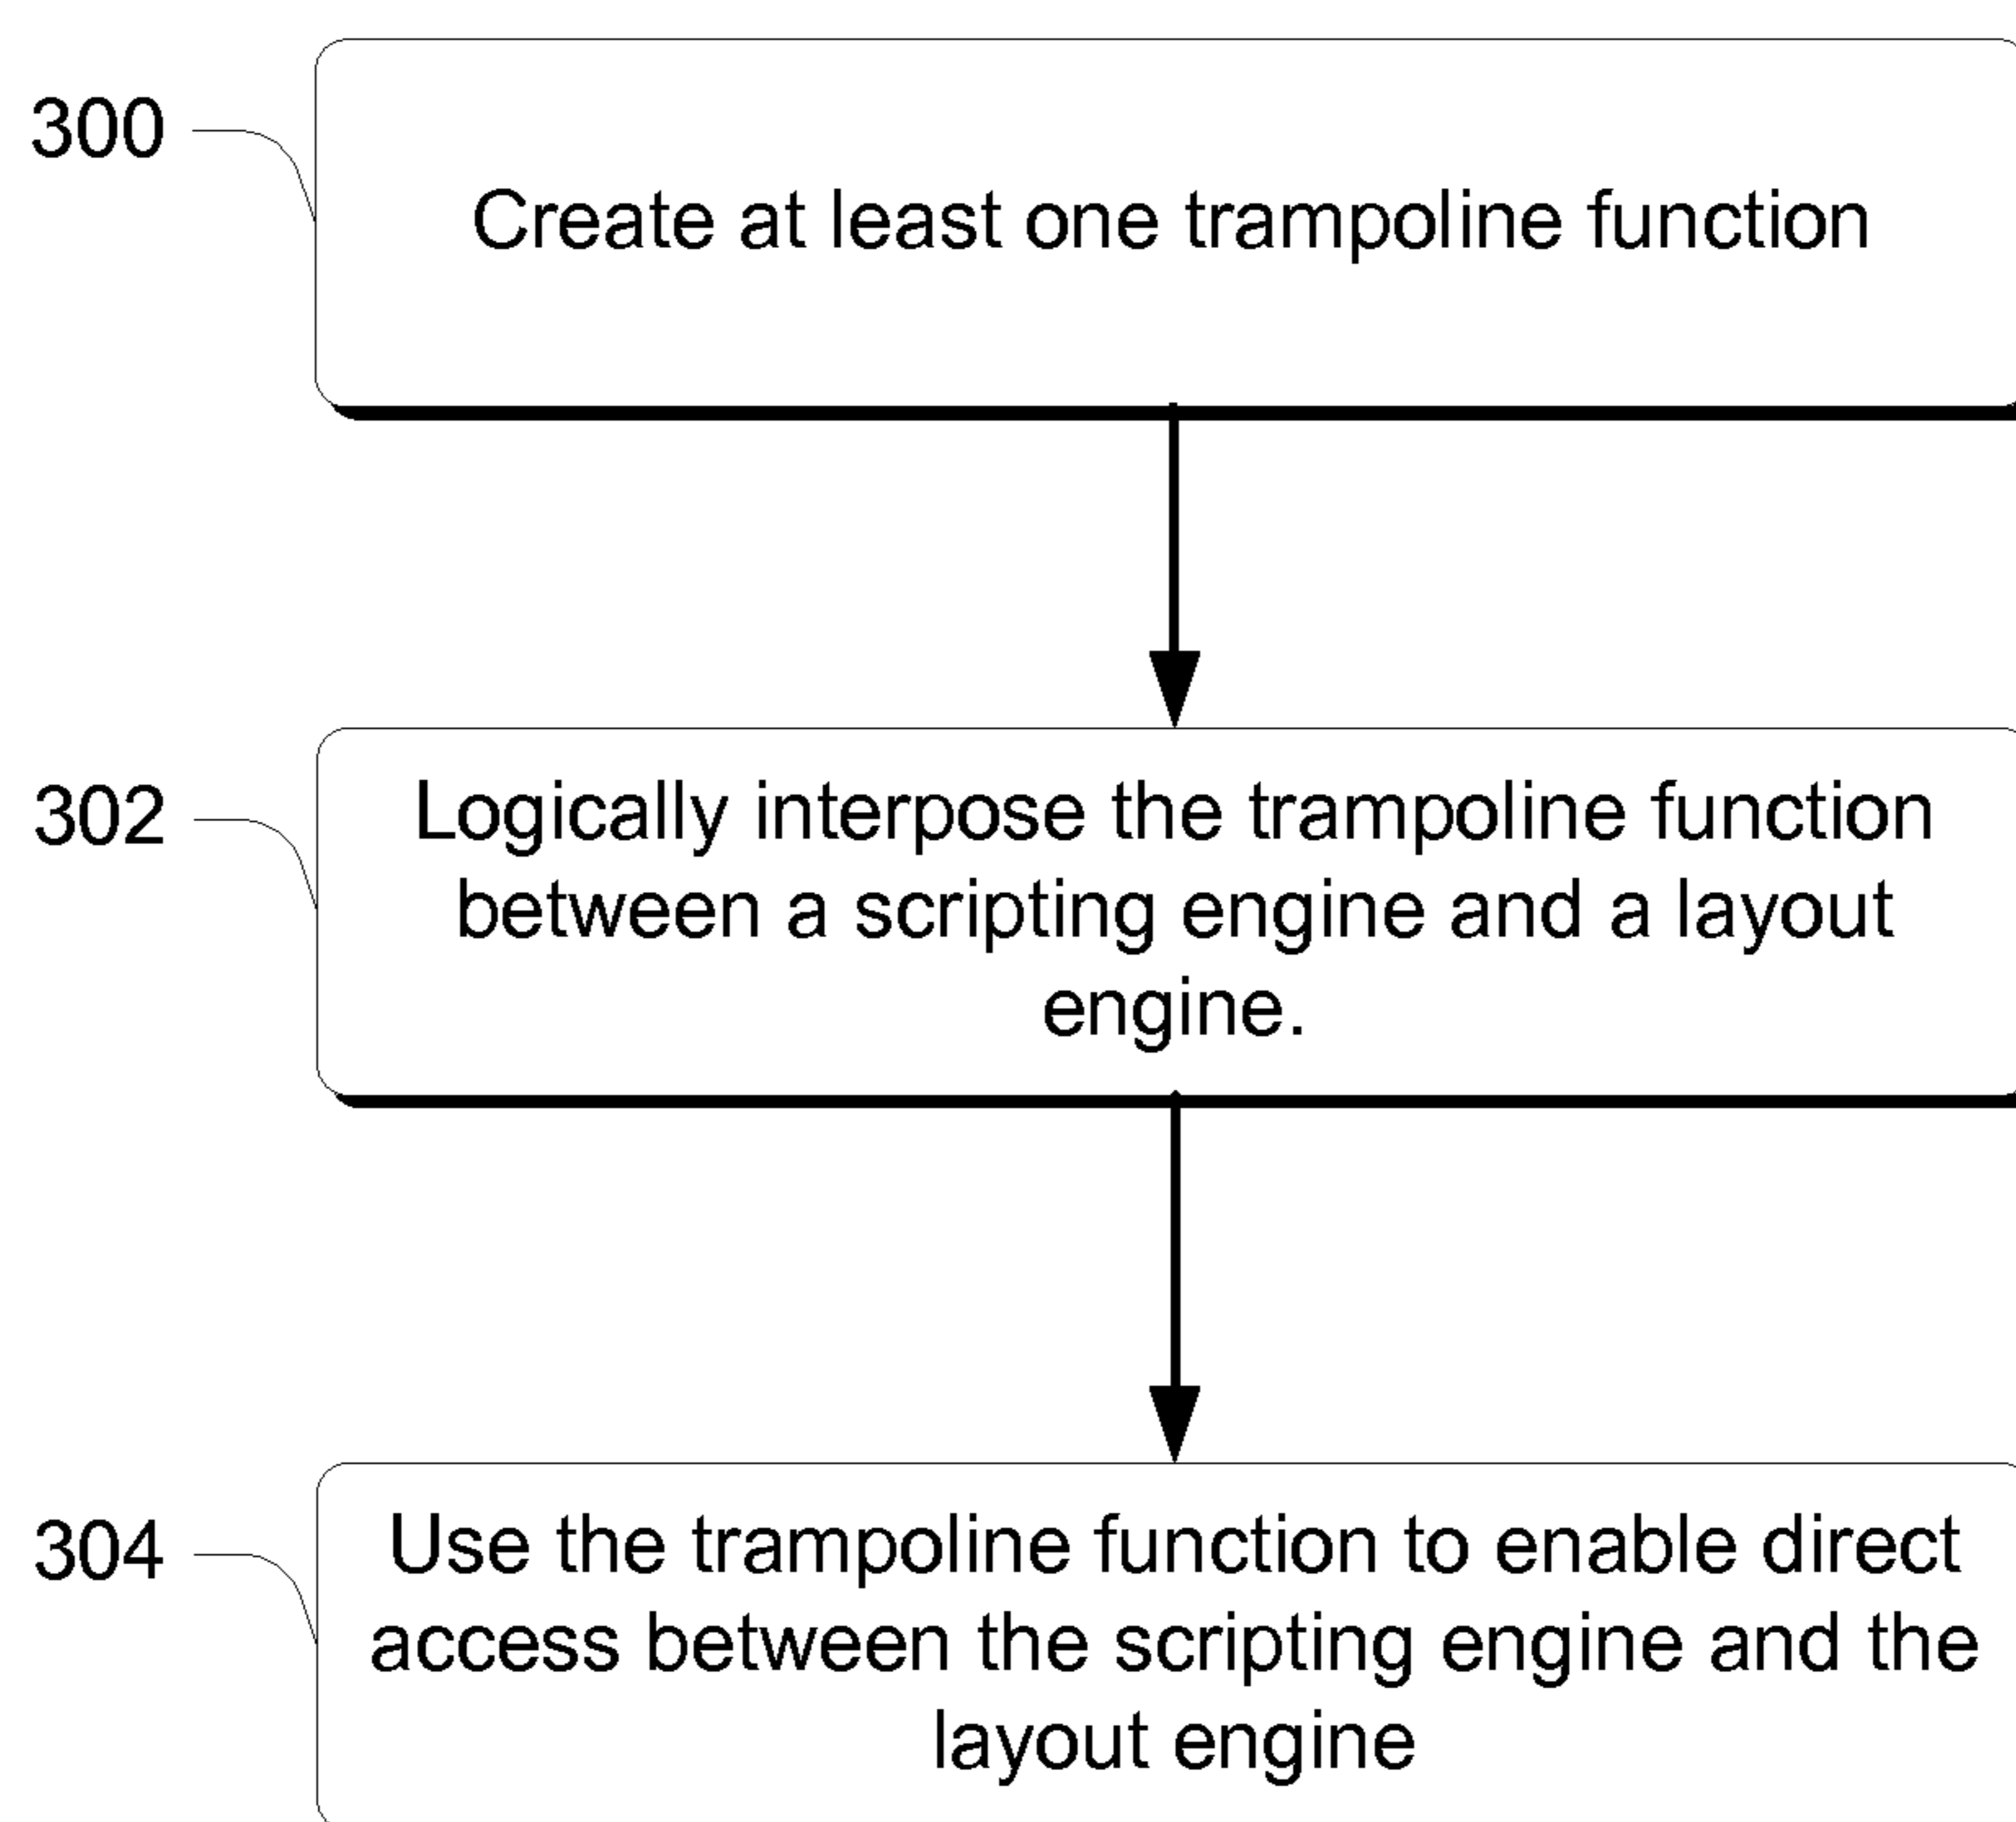 300
Create at least one trampoline function
302
Logically interpose the trampoline function
between a scripting engine and a layout
engine.
304
Use the trampoline function to enable direct
access between the scripting engine and the
layout engine